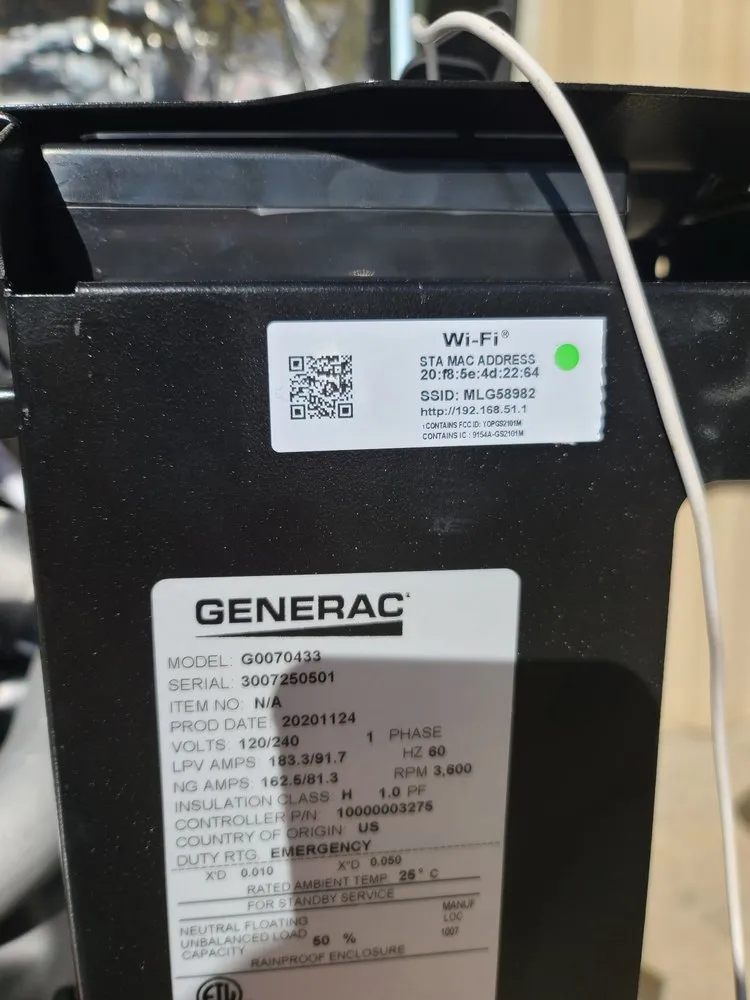 Wi-Fi®
STA MAC ADDRESS
20:f8:5e:4d:22:64
SSID: MLG58982
http://192.168.51.1
CONTAINS FCC ID: YOPGS2101M
CONTAINS IC : 9154A-GS2101M
GENERAC
MODEL: G0070433
SERIAL: 3007250501
ITEM NO: N/A
PROD DATE: 20201124
VOLTS: 120/240 1 PHASE
LPV AMPS: 183.3/91.7 HZ 60
NG AMPS: 162.5/81.3 RPM 3,600
INSULATION CLASS H 1.0 PF
CONTROLLER P/N 10000003275
COUNTRY OF ORIGIN: US
DUTY RTG EMERGENCY
X'D 0.010 X"D 0.050
RATED AMBIENT TEMP. 25° C
FOR STANDBY SERVICE
NEUTRAL FLOATING MANUF
UNBALANCED LOAD 50 % LOC
CAPACITY 1007
RAINPROOF ENCLOSURE
ETL